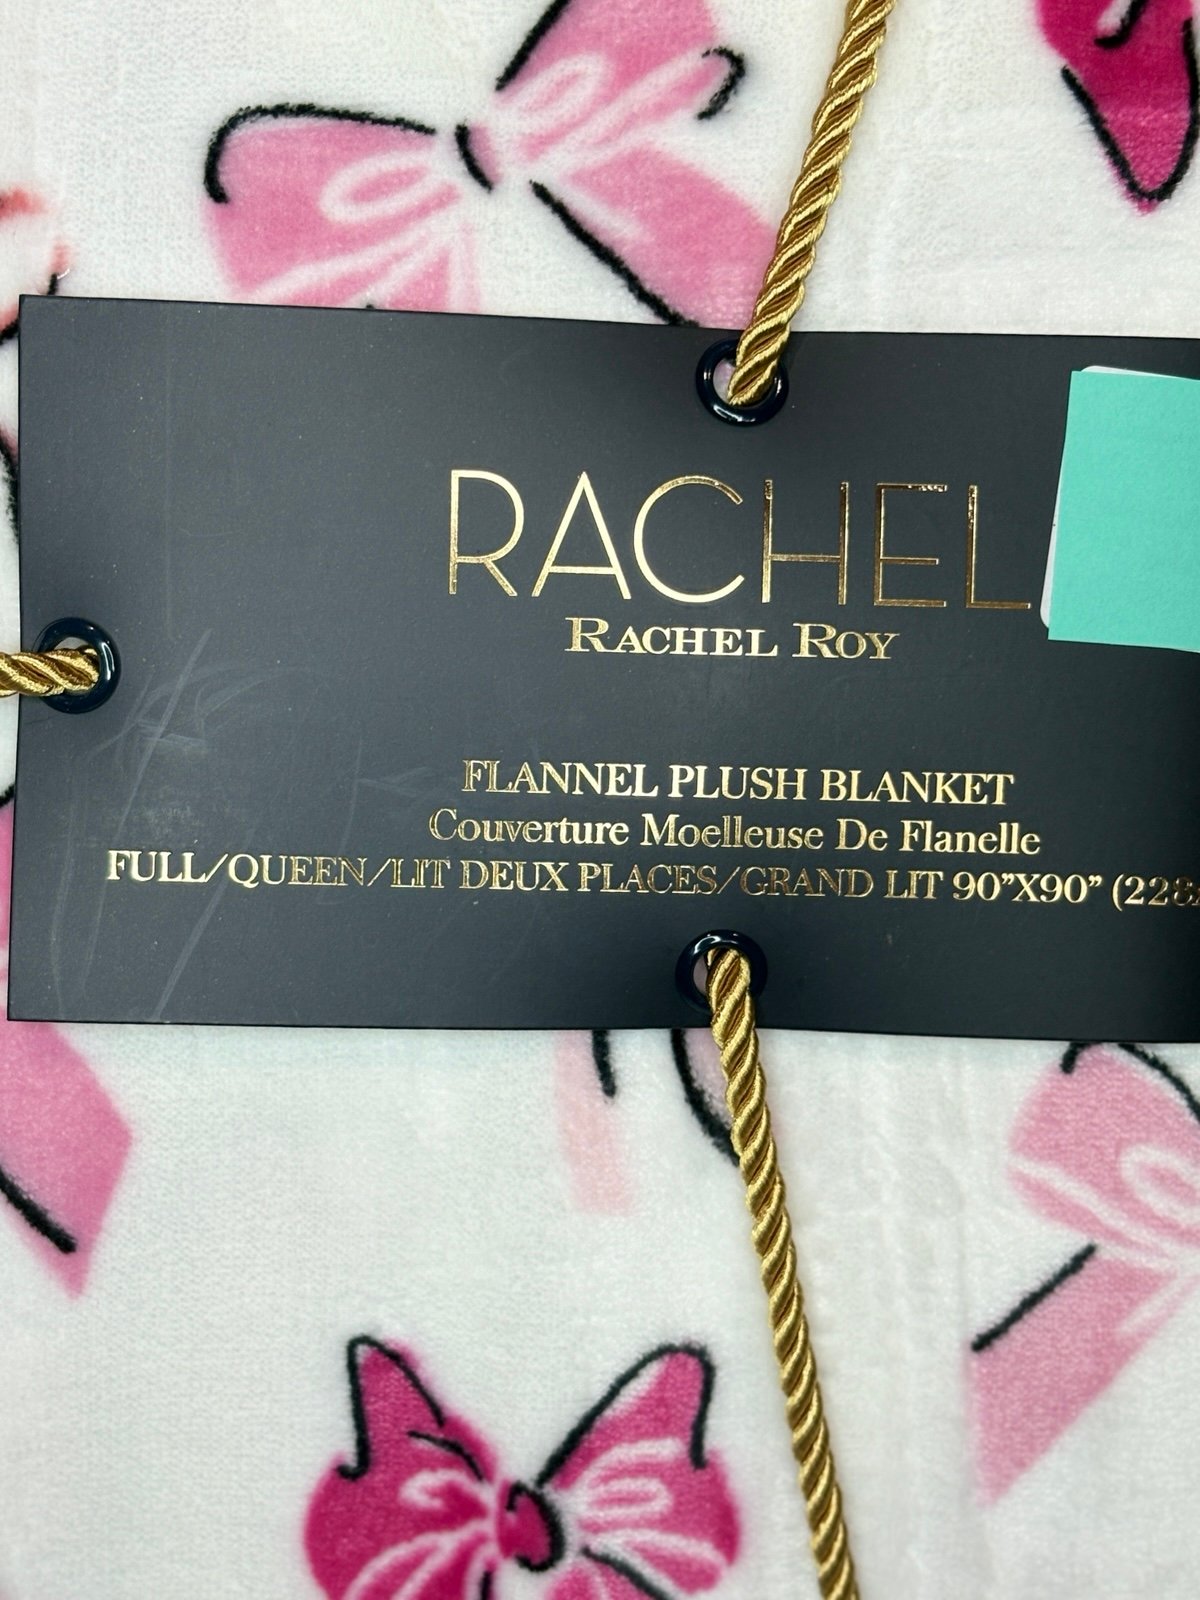 RACHEL
RACHEL ROY
FLANNEL PLUSH BLANKET
Couverture Moelleuse De Flanelle
FULL/QUEEN/LIT DEUX PLACES/GRAND LIT 90”X90” (228